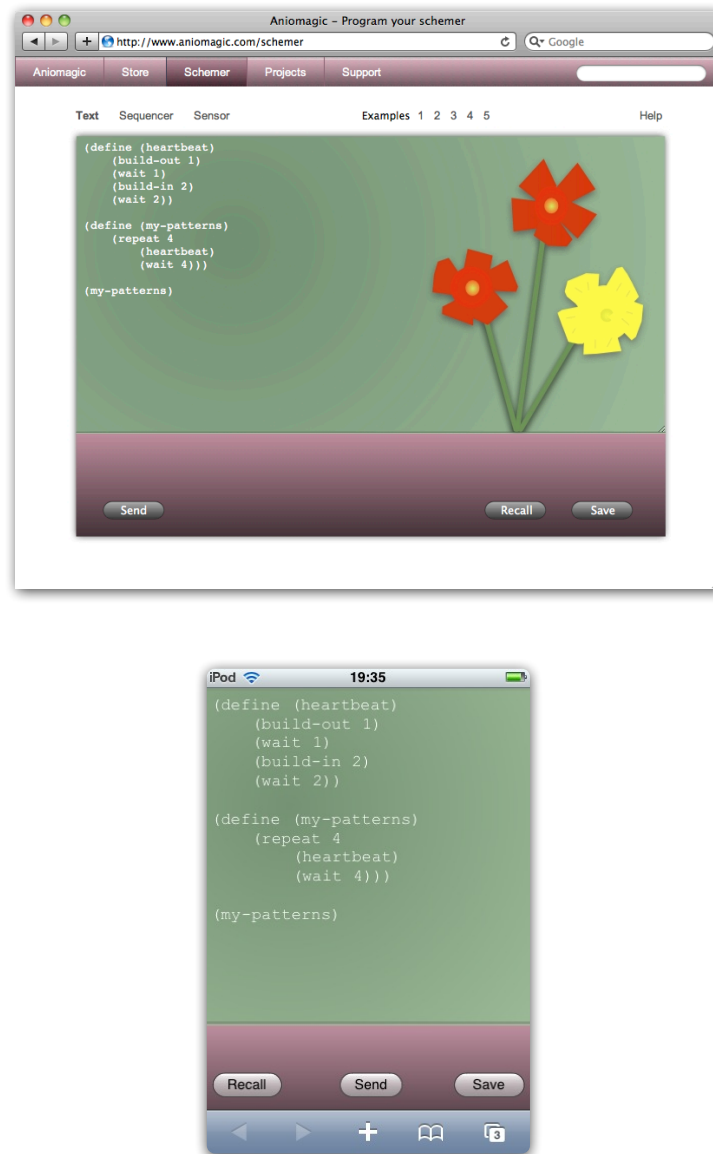 Aniomagic – Program your schemer
http://www.aniomagic.com/schemer
Google
Aniomagic Store Schemer Projects Support
Text Sequencer Sensor Examples 1 2 3 4 5 Help
(define (heartbeat)
(build-out 1)
(wait 1)
(build-in 2)
(wait 2))
(define (my-patterns)
(repeat 4
(heartbeat)
(wait 4)))
(my-patterns)
Send Recall Save
iPod 19:35
(define (heartbeat)
(build-out 1)
(wait 1)
(build-in 2)
(wait 2))
(define (my-patterns)
(repeat 4
(heartbeat)
(wait 4)))
(my-patterns)
Recall Send Save
3